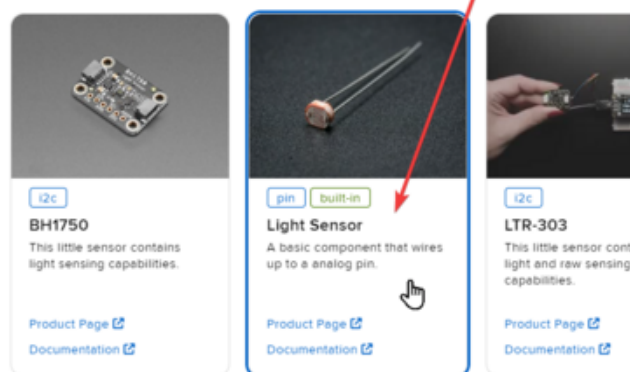 i2c
BH1750
This little sensor contains
light sensing capabilities.
Product Page
Documentation
pin built-in
Light Sensor
A basic component that wires
up to a analog pin.
Product Page
Documentation
i2c
LTR-303
This little sensor cont
light and raw sensing
capabilities.
Product Page
Documentation